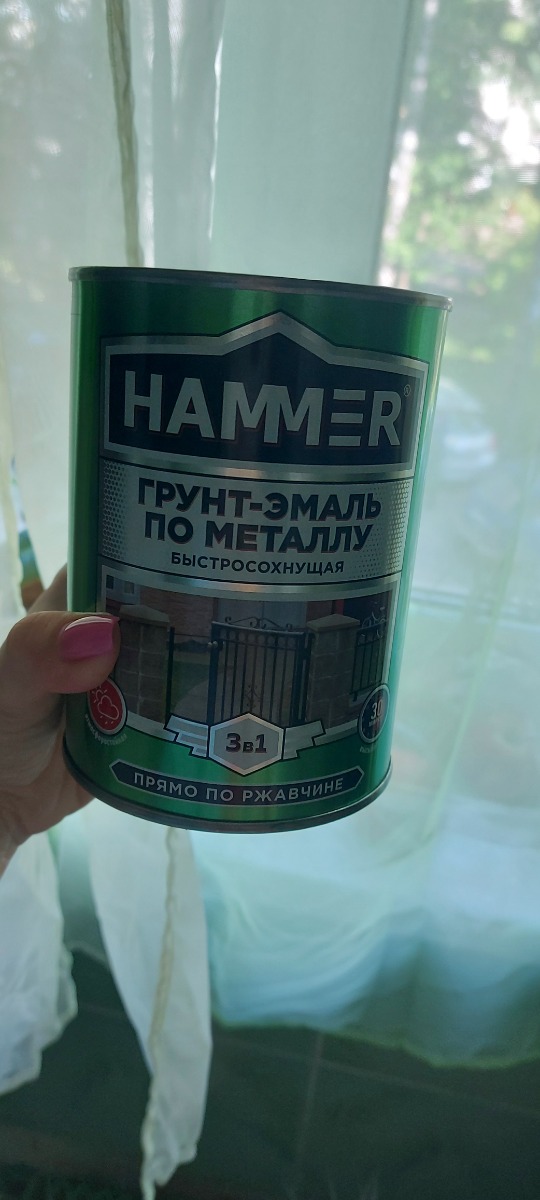 HAMMER®
ГРУНТ-ЭМАЛЬ
ПО МЕТАЛЛУ
БЫСТРОСОХНУЩАЯ
3в1
ПРЯМО ПО РЖАВЧИНЕ